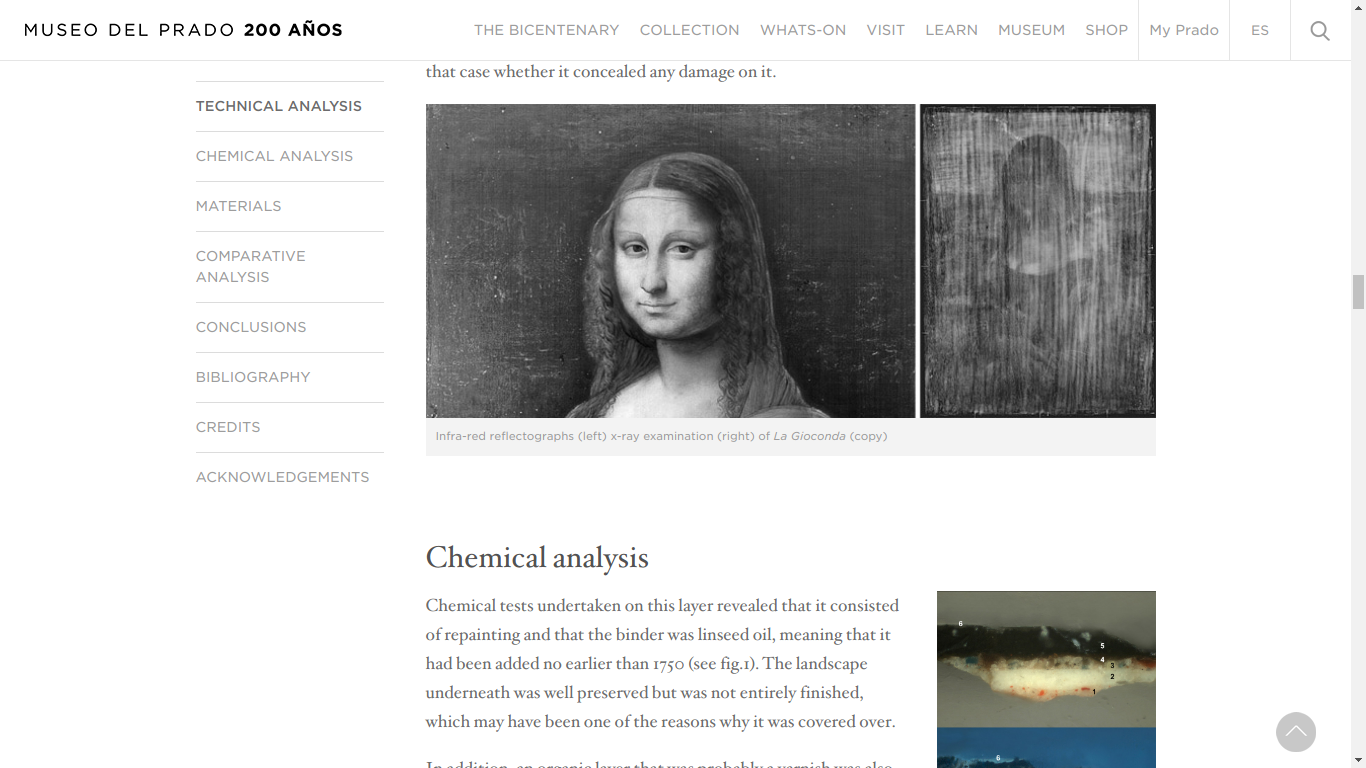 MUSEO DEL PRADO 200 AÑOS
THE BICENTENARY
COLLECTION
WHATS-ON
VISIT
LEARN
MUSEUM
SHOP
My Prado
ES
TECHNICAL ANALYSIS
CHEMICAL ANALYSIS
MATERIALS
COMPARATIVE
ANALYSIS
CONCLUSIONS
BIBLIOGRAPHY
CREDITS
ACKNOWLEDGEMENTS
that case whether it concealed any damage on it.
Infra-red reflectographs (left) x-ray examination (right) of La Gioconda (copy)
Chemical analysis
Chemical tests undertaken on this layer revealed that it consisted
of repainting and that the binder was linseed oil, meaning that it
had been added no earlier than 1750 (see fig.1). The landscape
underneath was well preserved but was not entirely finished,
which may have been one of the reasons why it was covered over.
In addition, an organic layer that was probably a varnish was also
6
5
4
3
2
1
6